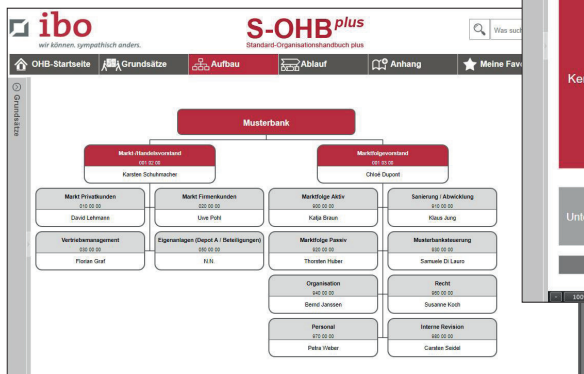 ibo
wir können. sympathisch anders.
S-OHB plus
Standard-Organisationshandbuch plus
Was such
OHB-Startseite
Grundsätze
Aufbau
Ablauf
Anhang
Meine Favo
Grundsätze
Musterbank
Markt-/Handelsvorstand
001 02 00
Karsten Schuhmacher
Marktfolgevorstand
001 03 00
Chloé Dupont
Markt Privatkunden
010 00 00
David Lehmann
Markt Firmenkunden
020 00 00
Uwe Pohl
Marktfolge Aktiv
900 00 00
Katja Braun
Sanierung / Abwicklung
910 00 00
Klaus Jung
Vertriebsmanagement
030 00 00
Florian Graf
Eigenanlagen (Depot A / Beteiligungen)
050 00 00
N.N.
Marktfolge Passiv
920 00 00
Thorsten Huber
Musterbanksteuerung
930 00 00
Samuele Di Lauro
Organisation
940 00 00
Bernd Janssen
Recht
950 00 00
Susanne Koch
Personal
970 00 00
Petra Weber
Interne Revision
980 00 00
Carsten Seidel
Ker
Unte
100